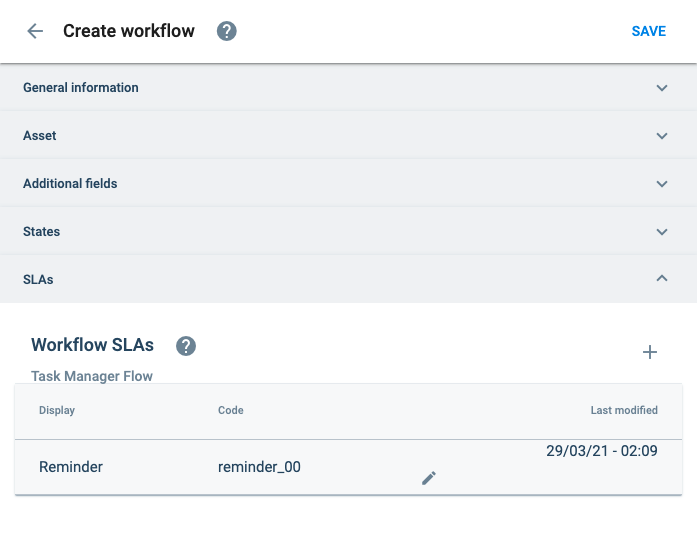 Create workflow ?
SAVE
General information
Asset
Additional fields
States
SLAs
Workflow SLAs ?
Task Manager Flow
Display Code Last modified
29/03/21 - 02:09
Reminder reminder_00